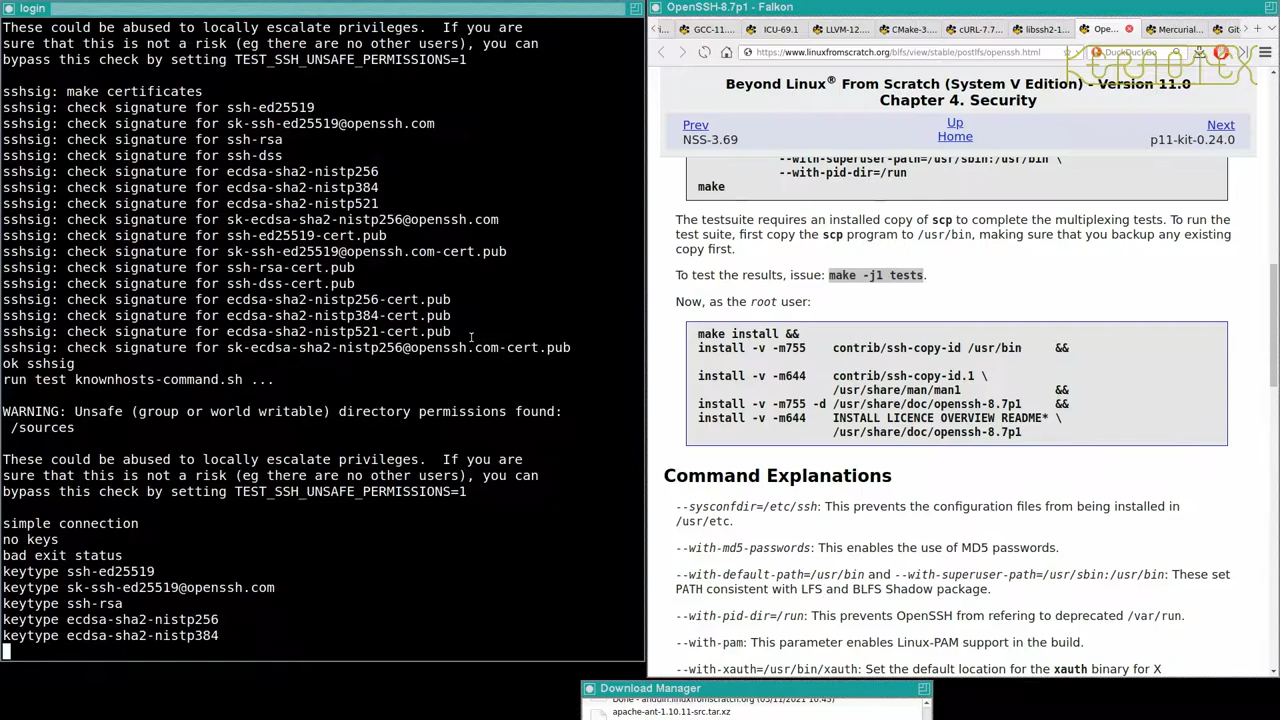 login
These could be abused to locally escalate privileges.  If you are
sure that this is not a risk (eg there are no other users), you can
bypass this check by setting TEST_SSH_UNSAFE_PERMISSIONS=1
sshsig: make certificates
sshsig: check signature for ssh-ed25519
sshsig: check signature for sk-ssh-ed25519@openssh.com
sshsig: check signature for ssh-rsa
sshsig: check signature for ssh-dss
sshsig: check signature for ecdsa-sha2-nistp256
sshsig: check signature for ecdsa-sha2-nistp384
sshsig: check signature for ecdsa-sha2-nistp521
sshsig: check signature for sk-ecdsa-sha2-nistp256@openssh.com
sshsig: check signature for ssh-ed25519-cert.pub
sshsig: check signature for sk-ssh-ed25519@openssh.com-cert.pub
sshsig: check signature for ssh-rsa-cert.pub
sshsig: check signature for ssh-dss-cert.pub
sshsig: check signature for ecdsa-sha2-nistp256-cert.pub
sshsig: check signature for ecdsa-sha2-nistp384-cert.pub
sshsig: check signature for ecdsa-sha2-nistp521-cert.pub
sshsig: check signature for sk-ecdsa-sha2-nistp256@openssh.com-cert.pub
ok sshsig
run test knownhosts-command.sh ...
WARNING: Unsafe (group or world writable) directory permissions found:
/sources
These could be abused to locally escalate privileges.  If you are
sure that this is not a risk (eg there are no other users), you can
bypass this check by setting TEST_SSH_UNSAFE_PERMISSIONS=1
simple connection
no keys
bad exit status
keytype ssh-ed25519
keytype sk-ssh-ed25519@openssh.com
keytype ssh-rsa
keytype ecdsa-sha2-nistp256
keytype ecdsa-sha2-nistp384
OpenSSH-8.7p1 - Falkon
GCC-11.... ICU-69.1 LLVM-12.... CMake-3.... cURL-7.7... libssh2-1... Ope... Mercurial... Git-
https://www.linuxfromscratch.org/blfs/view/stable/postlfs/openssh.html
DuckDuckGo
KERNOTEX
Beyond Linux® From Scratch (System V Edition) - Version 11.0
Chapter 4. Security
Prev Up Next
NSS-3.69 Home p11-kit-0.24.0
--with-superuser-path=/usr/sbin:/usr/bin \
--with-pid-dir=/run
make
The testsuite requires an installed copy of scp to complete the multiplexing tests. To run the
test suite, first copy the scp program to /usr/bin, making sure that you backup any existing
copy first.
To test the results, issue: make -j1 tests.
Now, as the root user:
make install &&
install -v -m755    contrib/ssh-copy-id /usr/bin     &&
install -v -m644    contrib/ssh-copy-id.1 \
/usr/share/man/man1              &&
install -v -m755 -d /usr/share/doc/openssh-8.7p1     &&
install -v -m644    INSTALL LICENCE OVERVIEW README* \
/usr/share/doc/openssh-8.7p1
Command Explanations
--sysconfdir=/etc/ssh: This prevents the configuration files from being installed in
/usr/etc.
--with-md5-passwords: This enables the use of MD5 passwords.
--with-default-path=/usr/bin and --with-superuser-path=/usr/sbin:/usr/bin: These set
PATH consistent with LFS and BLFS Shadow package.
--with-pid-dir=/run: This prevents OpenSSH from refering to deprecated /var/run.
--with-pam: This parameter enables Linux-PAM support in the build.
--with-xauth=/usr/bin/xauth: Set the default location for the xauth binary for X
Download Manager
Done - anduin.linuxfromscratch.org
apache-ant-1.10.11-src.tar.xz